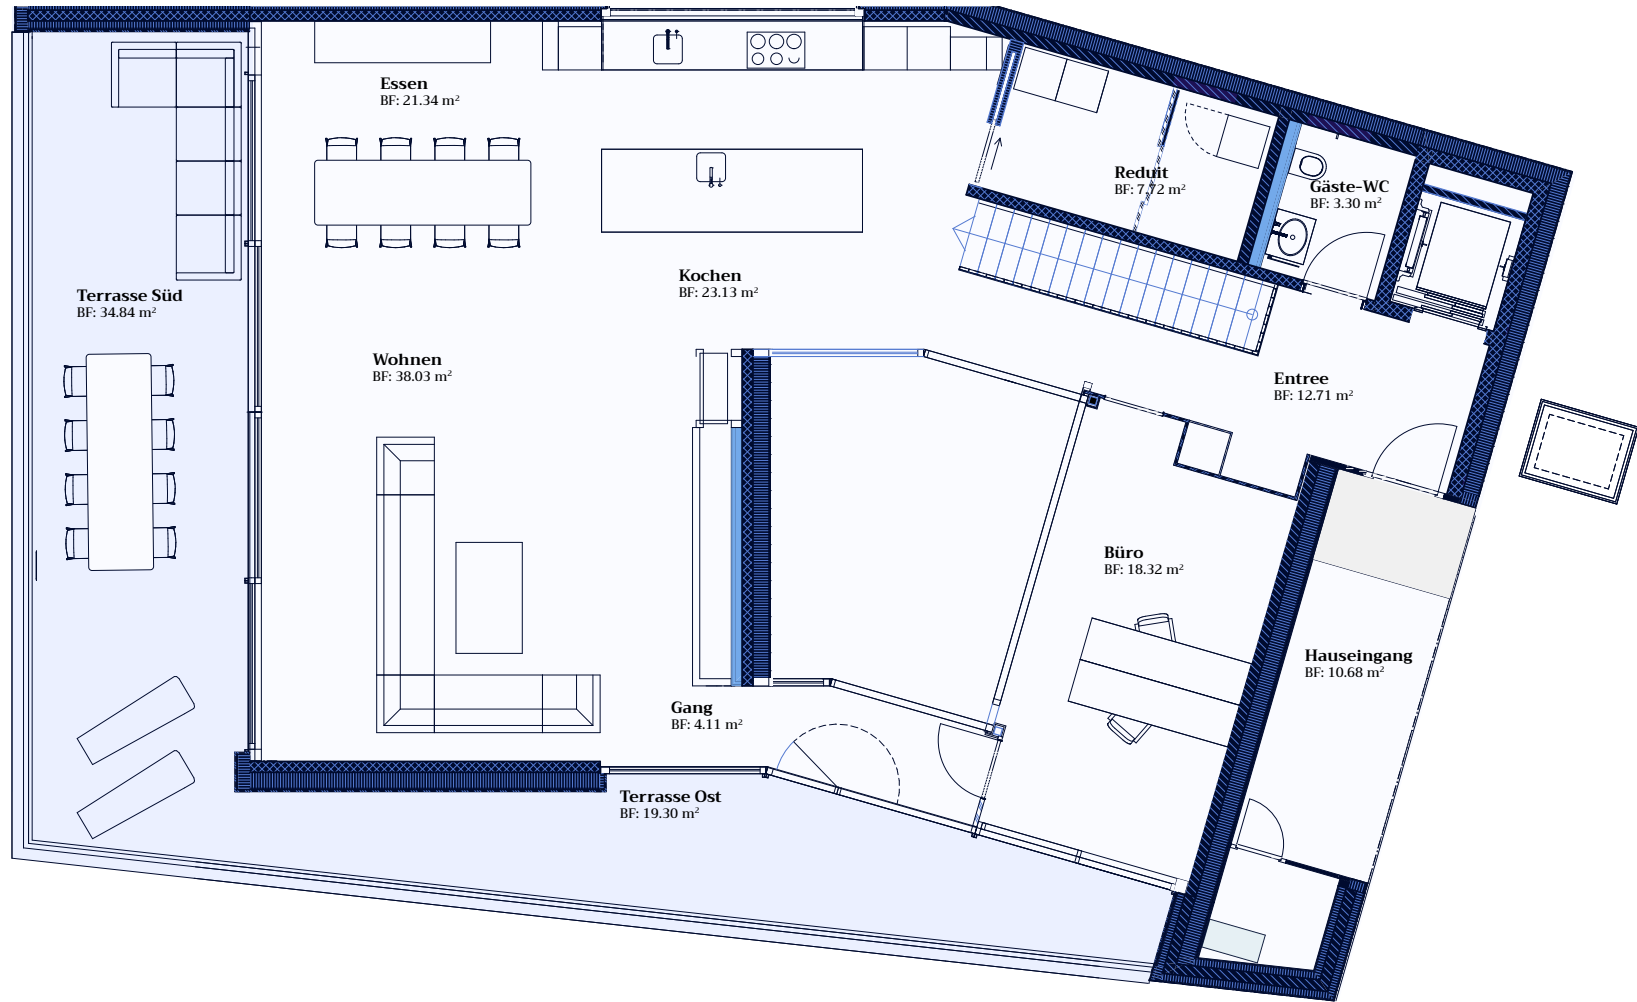 Essen
BF: 21.34 m²
Reduit
BF: 7.72 m²
Gäste-WC
BF: 3.30 m²
Kochen
BF: 23.13 m²
Terrasse Süd
BF: 34.84 m²
Wohnen
BF: 38.03 m²
Entree
BF: 12.71 m²
Büro
BF: 18.32 m²
Hauseingang
BF: 10.68 m²
Gang
BF: 4.11 m²
Terrasse Ost
BF: 19.30 m²